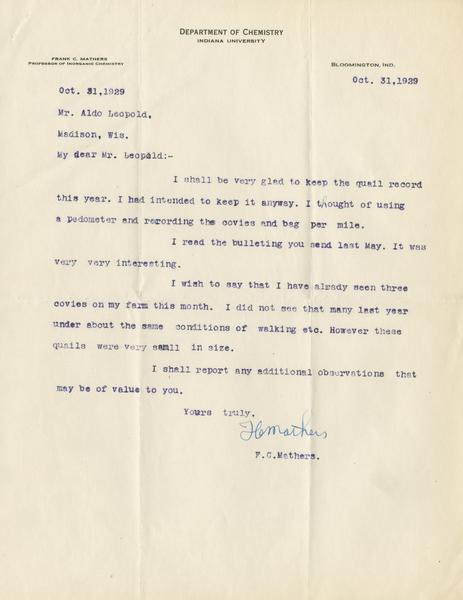 DEPARTMENT OF CHEMISTRY
INDIANA UNIVERSITY
FRANK C. MATHERS
PROFESSOR OF INORGANIC CHEMISTRY
BLOOMINGTON, IND.
Oct. 31,1929
Oct. 31,1929
Mr. Aldo Leopold,
Madison, Wis.
My dear Mr. Leopold:-
I shall be very glad to keep the quail record
this year. I had intended to keep it anyway. I thought of using
a pedometer and recording the covies and bag per mile.
I read the bulleting you send last May. It was
very very interesting.
I wish to say that I have alrady seen three
covies on my farm this month. I did not see that many last year
under about the same conditions of walking etc. However these
quails were very samll in size.
I shall report any additional observations that
may be of value to you.
Yours truly,
FCMathers
F.C.Mathers.